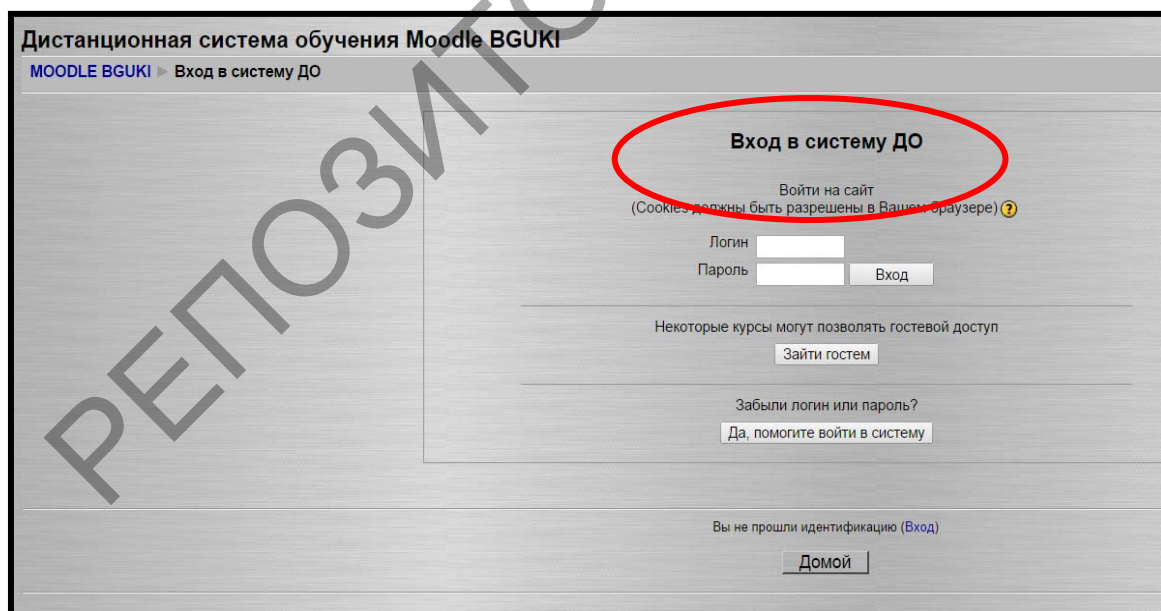 Дистанционная система обучения Moodle BGUKI
MOODLE BGUKI ► Вход в систему ДО
Вход в систему ДО
Войти на сайт
(Cookies должны быть разрешены в Вашем браузере) ?
Логин
Пароль Вход
Некоторые курсы могут позволять гостевой доступ
Зайти гостем
Забыли логин или пароль?
Да, помогите войти в систему
Вы не прошли идентификацию (Вход)
Домой
РЕПОЗИТО